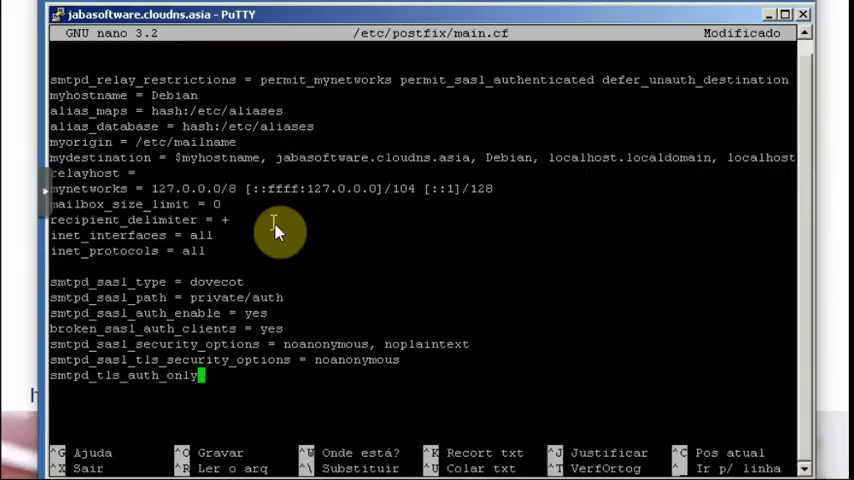 jabasoftware.cloudns.asia - PuTTY
GNU nano 3.2 /etc/postfix/main.cf Modificado
smtpd_relay_restrictions = permit_mynetworks permit_sasl_authenticated defer_unauth_destination
myhostname = Debian
alias_maps = hash:/etc/aliases
alias_database = hash:/etc/aliases
myorigin = /etc/mailname
mydestination = $myhostname, jabasoftware.cloudns.asia, Debian, localhost.localdomain, localhost
relayhost =
mynetworks = 127.0.0.0/8 [::ffff:127.0.0.0]/104 [::1]/128
mailbox_size_limit = 0
recipient_delimiter = +
inet_interfaces = all
inet_protocols = all
smtpd_sasl_type = dovecot
smtpd_sasl_path = private/auth
smtpd_sasl_auth_enable = yes
broken_sasl_auth_clients = yes
smtpd_sasl_security_options = noanonymous, noplaintext
smtpd_sasl_tls_security_options = noanonymous
smtpd_tls_auth_only
^G Ajuda ^O Gravar ^W Onde está? ^K Recort txt ^J Justificar ^C Pos atual
^X Sair ^R Ler o arq ^\ Substituir ^U Colar txt ^T VerfOrtog ^_ Ir p/ linha